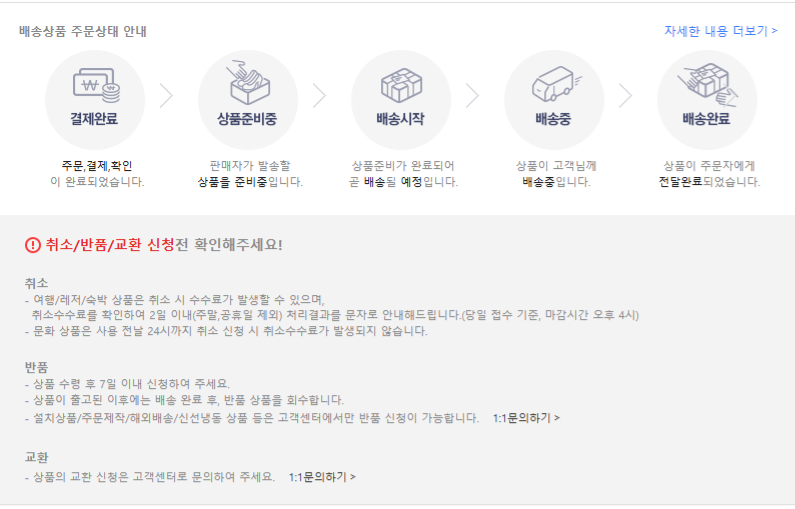 배송상품 주문상태 안내
자세한 내용 더보기 >
결제완료
상품준비중
배송시작
배송중
배송완료
주문,결제,확인
이 완료되었습니다.
판매자가 발송할
상품을 준비중입니다.
상품준비가 완료되어
곧 배송될 예정입니다.
상품이 고객님께
배송중입니다.
상품이 주문자에게
전달완료되었습니다.
취소/반품/교환 신청전 확인해주세요!
취소
- 여행/레저/숙박 상품은 취소 시 수수료가 발생할 수 있으며,
취소수수료를 확인하여 2일 이내(주말,공휴일 제외) 처리결과를 문자로 안내해드립니다.(당일 접수 기준, 마감시간 오후 4시)
- 문화 상품은 사용 전날 24시까지 취소 신청 시 취소수수료가 발생되지 않습니다.
반품
- 상품 수령 후 7일 이내 신청하여 주세요.
- 상품이 출고된 이후에는 배송 완료 후, 반품 상품을 회수합니다.
- 설치상품/주문제작/해외배송/신선냉동 상품 등은 고객센터에서만 반품 신청이 가능합니다. 1:1문의하기 >
교환
- 상품의 교환 신청은 고객센터로 문의하여 주세요. 1:1문의하기 >